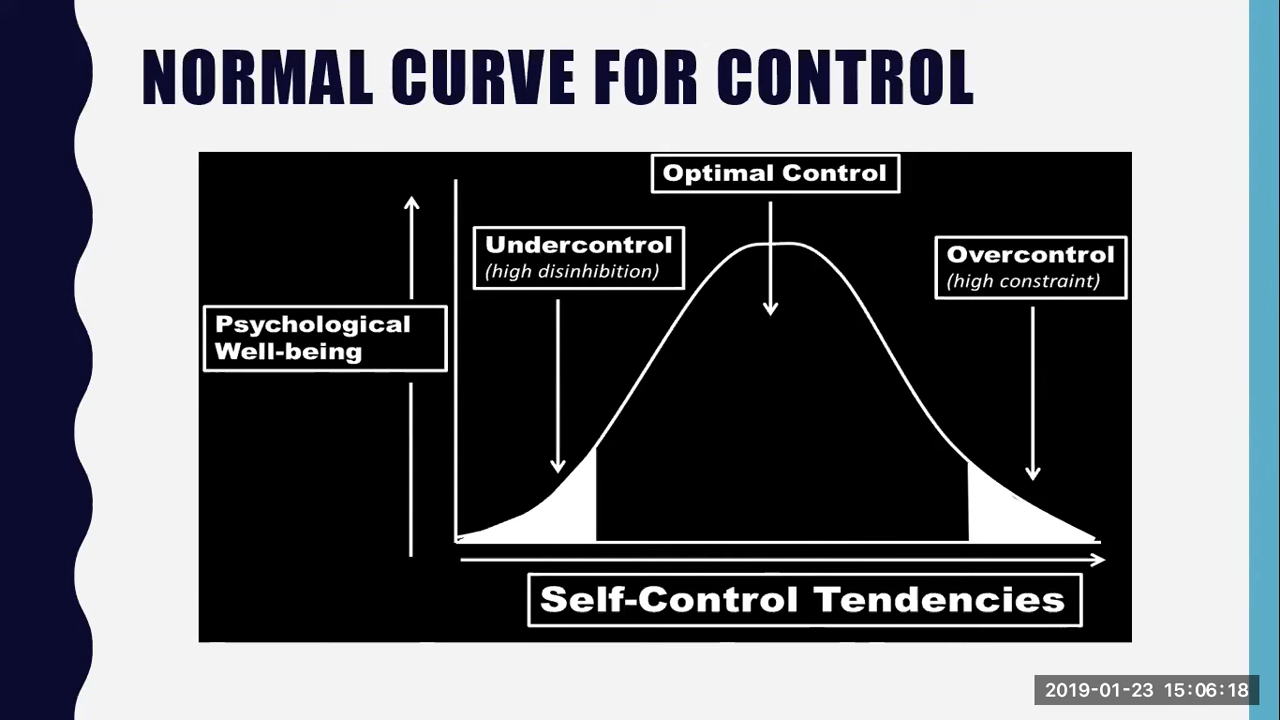 NORMAL CURVE FOR CONTROL
Optimal Control
Undercontrol
(high disinhibition)
Overcontrol
(high constraint)
Psychological
Well-being
Self-Control Tendencies
2019-01-23 15:06:18